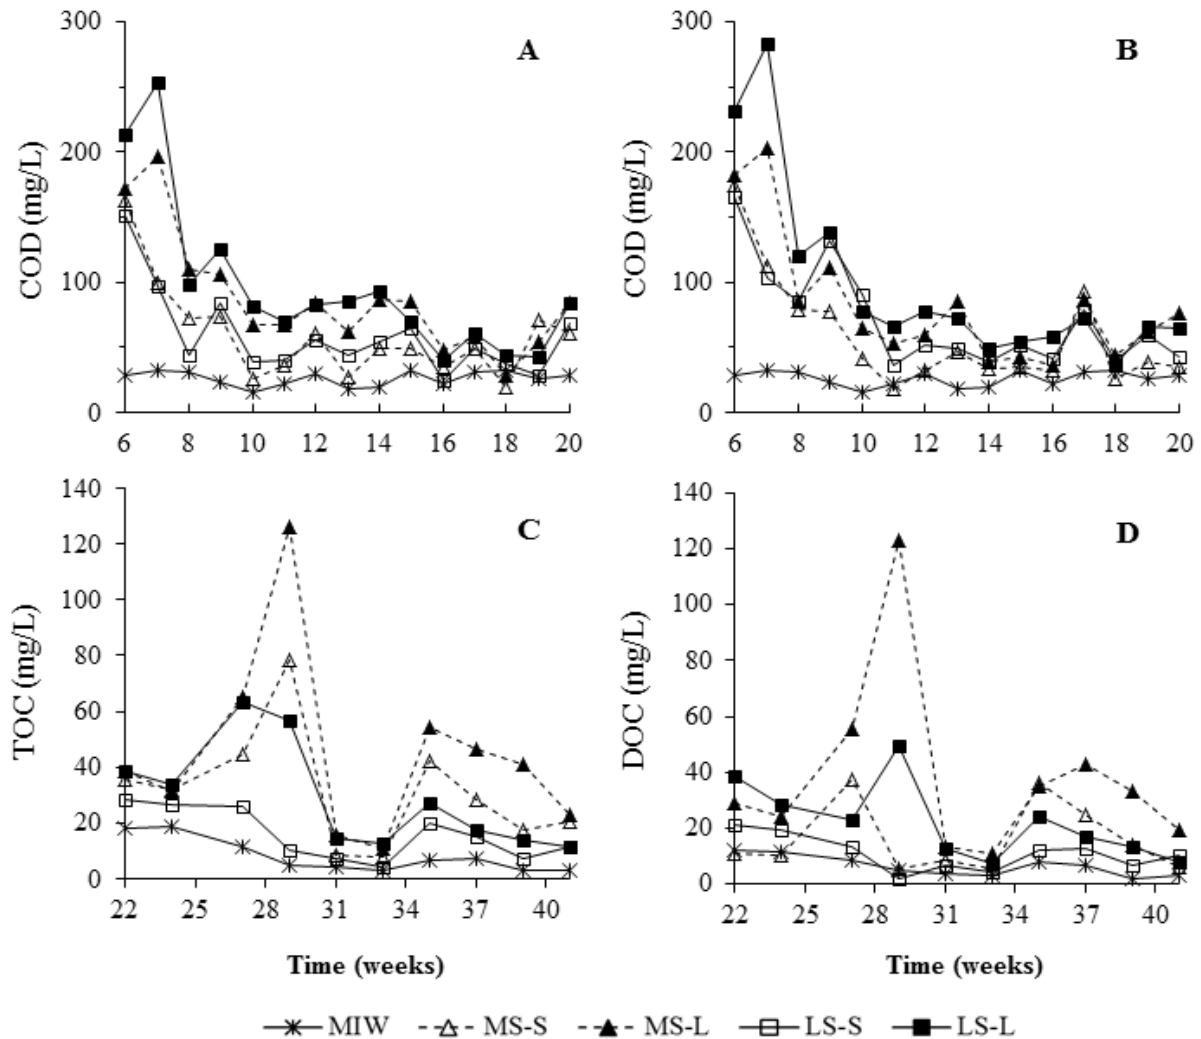 A
COD (mg/L)
300
200
100
0
6 8 10 12 14 16 18 20
B
COD (mg/L)
300
200
100
0
6 8 10 12 14 16 18 20
C
TOC (mg/L)
140
120
100
80
60
40
20
0
22 25 28 31 34 37 40
Time (weeks)
D
DOC (mg/L)
140
120
100
80
60
40
20
0
22 25 28 31 34 37 40
Time (weeks)
MIW MS-S MS-L LS-S LS-L